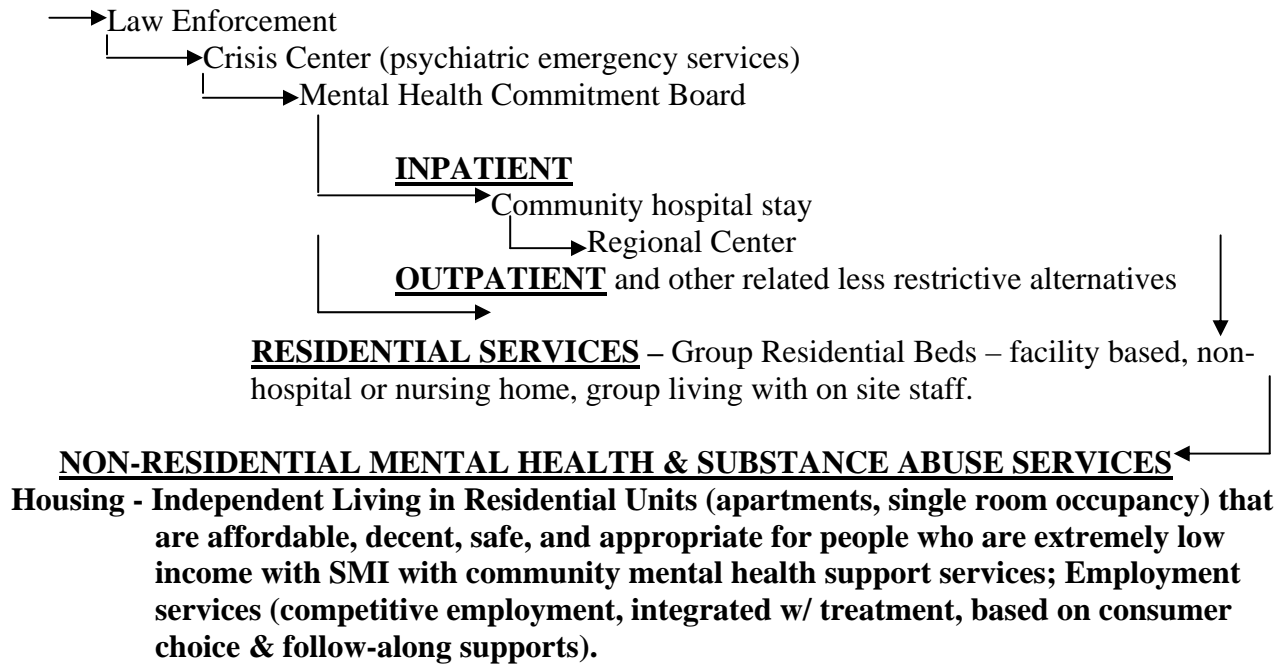 Law Enforcement
Crisis Center (psychiatric emergency services)
Mental Health Commitment Board
INPATIENT
Community hospital stay
Regional Center
OUTPATIENT and other related less restrictive alternatives
RESIDENTIAL SERVICES – Group Residential Beds – facility based, non-
hospital or nursing home, group living with on site staff.
NON-RESIDENTIAL MENTAL HEALTH & SUBSTANCE ABUSE SERVICES
Housing - Independent Living in Residential Units (apartments, single room occupancy) that
are affordable, decent, safe, and appropriate for people who are extremely low
income with SMI with community mental health support services; Employment
services (competitive employment, integrated w/ treatment, based on consumer
choice & follow-along supports).